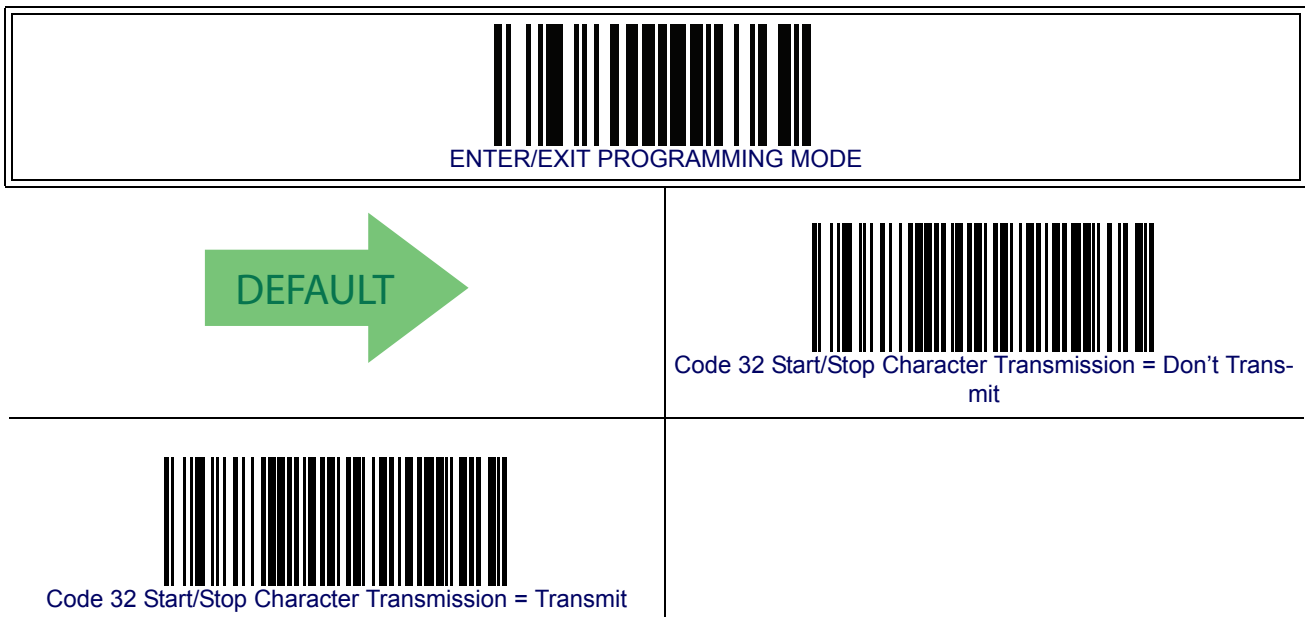 ENTER/EXIT PROGRAMMING MODE
DEFAULT
Code 32 Start/Stop Character Transmission = Don’t Trans-
mit
Code 32 Start/Stop Character Transmission = Transmit